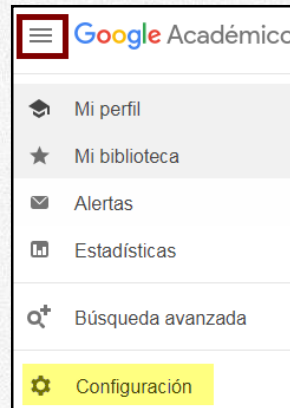 Google Académico
Mi perfil
Mi biblioteca
Alertas
Estadísticas
Búsqueda avanzada
Configuración